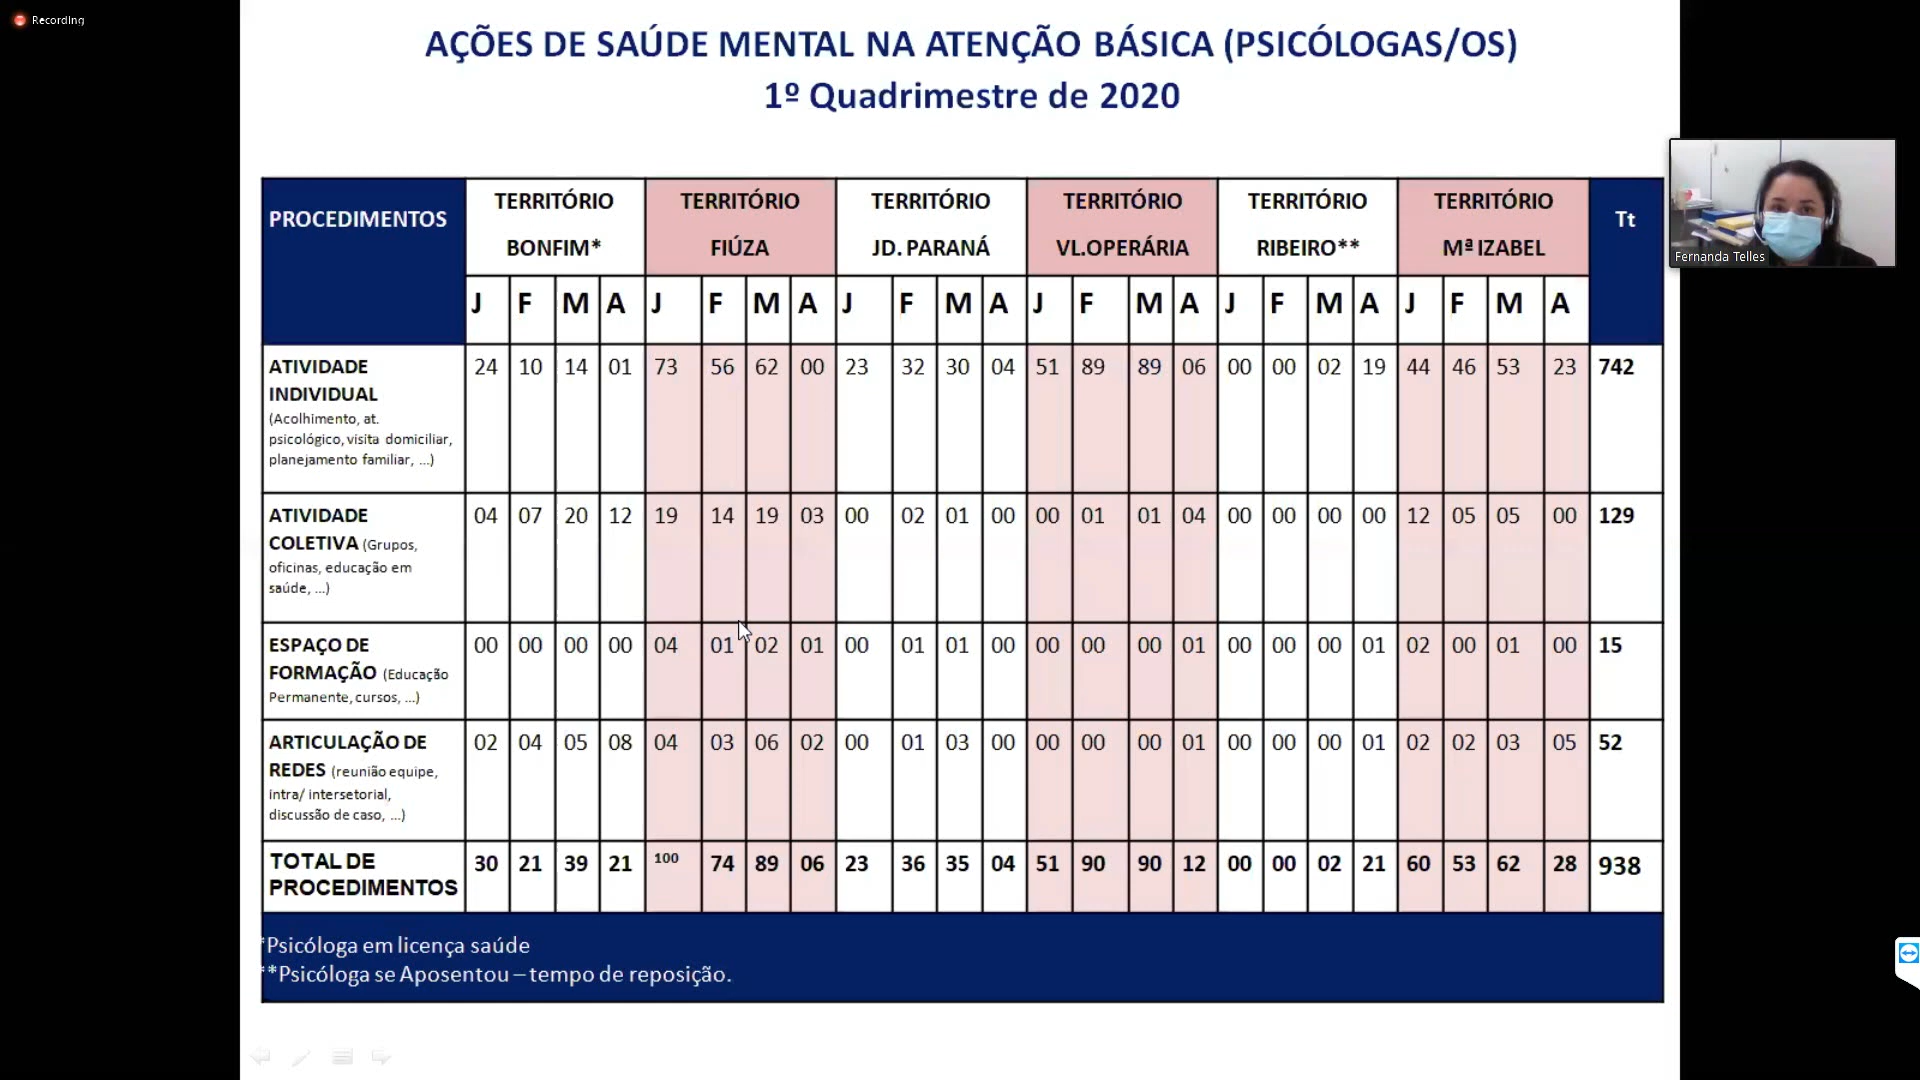 Recording
AÇÕES DE SAÚDE MENTAL NA ATENÇÃO BÁSICA (PSICÓLOGAS/OS)
1º Quadrimestre de 2020
PROCEDIMENTOS
TERRITÓRIO
BONFIM*
TERRITÓRIO
FIÚZA
TERRITÓRIO
JD. PARANÁ
TERRITÓRIO
VL.OPERÁRIA
TERRITÓRIO
RIBEIRO**
TERRITÓRIO
Mª IZABEL
Tt
J F M A J F M A J F M A J F M A J F M A J F M A
ATIVIDADE
INDIVIDUAL
(Acolhimento, at.
psicológico, visita domiciliar,
planejamento familiar, ...)
24 10 14 01 73 56 62 00 23 32 30 04 51 89 89 06 00 00 02 19 44 46 53 23 742
ATIVIDADE
COLETIVA (Grupos,
oficinas, educação em
saúde, ...)
04 07 20 12 19 14 19 03 00 02 01 00 00 01 01 04 00 00 00 00 12 05 05 00 129
ESPAÇO DE
FORMAÇÃO (Educação
Permanente, cursos, ...)
00 00 00 00 04 01 02 01 00 01 01 00 00 00 00 01 00 00 00 01 02 00 01 00 15
ARTICULAÇÃO DE
REDES (reunião equipe,
intra/ intersetorial,
discussão de caso, ...)
02 04 05 08 04 03 06 02 00 01 03 00 00 00 00 01 00 00 00 01 02 02 03 05 52
TOTAL DE
PROCEDIMENTOS
30 21 39 21 100 74 89 06 23 36 35 04 51 90 90 12 00 00 02 21 60 53 62 28 938
*Psicóloga em licença saúde
**Psicóloga se Aposentou – tempo de reposição.
Fernanda Telles